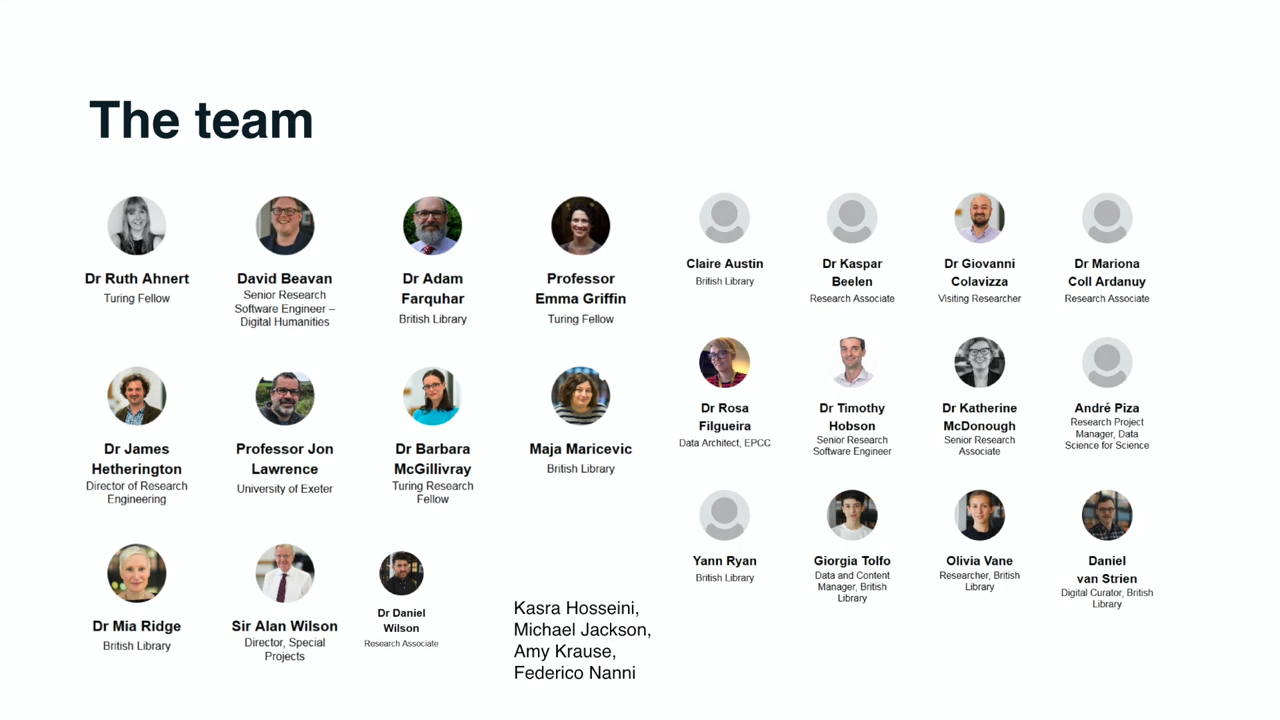 The team
Dr Ruth Ahnert
Turing Fellow
David Beavan
Senior Research
Software Engineer –
Digital Humanities
Dr Adam
Farquhar
British Library
Professor
Emma Griffin
Turing Fellow
Dr James
Hetherington
Director of Research
Engineering
Professor Jon
Lawrence
University of Exeter
Dr Barbara
McGillivray
Turing Research
Fellow
Maja Maricevic
British Library
Dr Mia Ridge
British Library
Sir Alan Wilson
Director, Special
Projects
Dr Daniel
Wilson
Research Associate
Kasra Hosseini,
Michael Jackson,
Amy Krause,
Federico Nanni
Claire Austin
British Library
Dr Kaspar
Beelen
Research Associate
Dr Giovanni
Colavizza
Visiting Researcher
Dr Mariona
Coll Ardanuy
Research Associate
Dr Rosa
Filgueira
Data Architect, EPCC
Dr Timothy
Hobson
Senior Research
Software Engineer
Dr Katherine
McDonough
Senior Research
Associate
André Piza
Research Project
Manager, Data
Science for Science
Yann Ryan
British Library
Giorgia Tolfo
Data and Content
Manager, British
Library
Olivia Vane
Researcher, British
Library
Daniel
van Strien
Digital Curator, British
Library